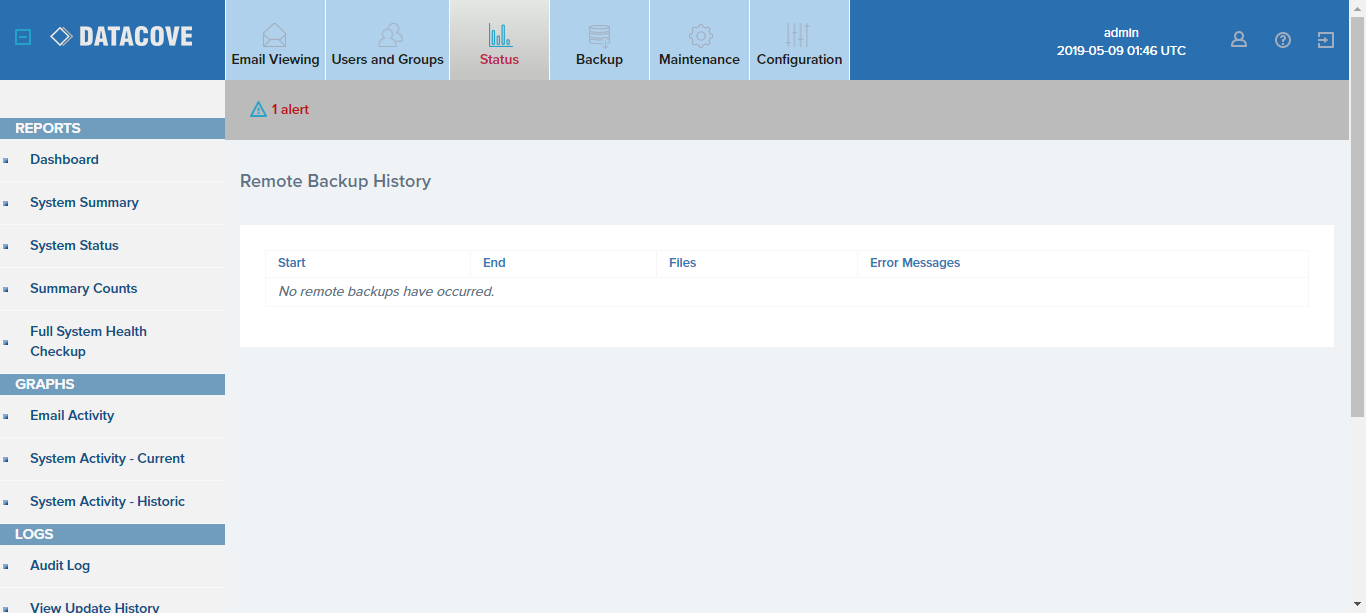 DATACOVE
Email Viewing
Users and Groups
Status
Backup
Maintenance
Configuration
admin
2019-05-09 01:46 UTC
1 alert
REPORTS
Dashboard
System Summary
System Status
Summary Counts
Full System Health
Checkup
GRAPHS
Email Activity
System Activity - Current
System Activity - Historic
LOGS
Audit Log
View Update History
Remote Backup History
Start End Files Error Messages
No remote backups have occurred.